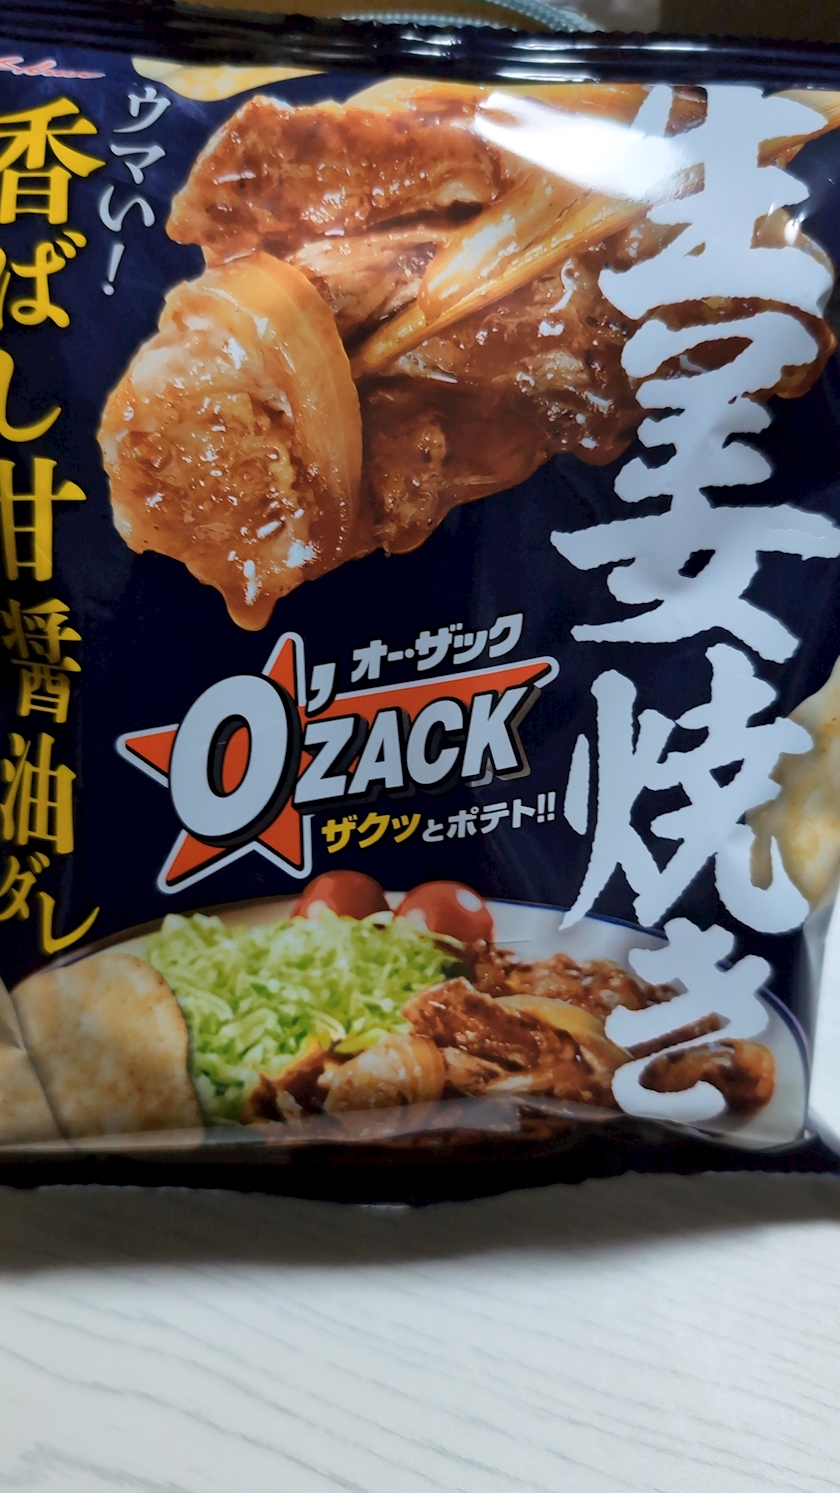 生姜焼き
ウマい!
香ばし甘醤油ダし
オー・ザック
O'ZACK
ザクッとポテト!!